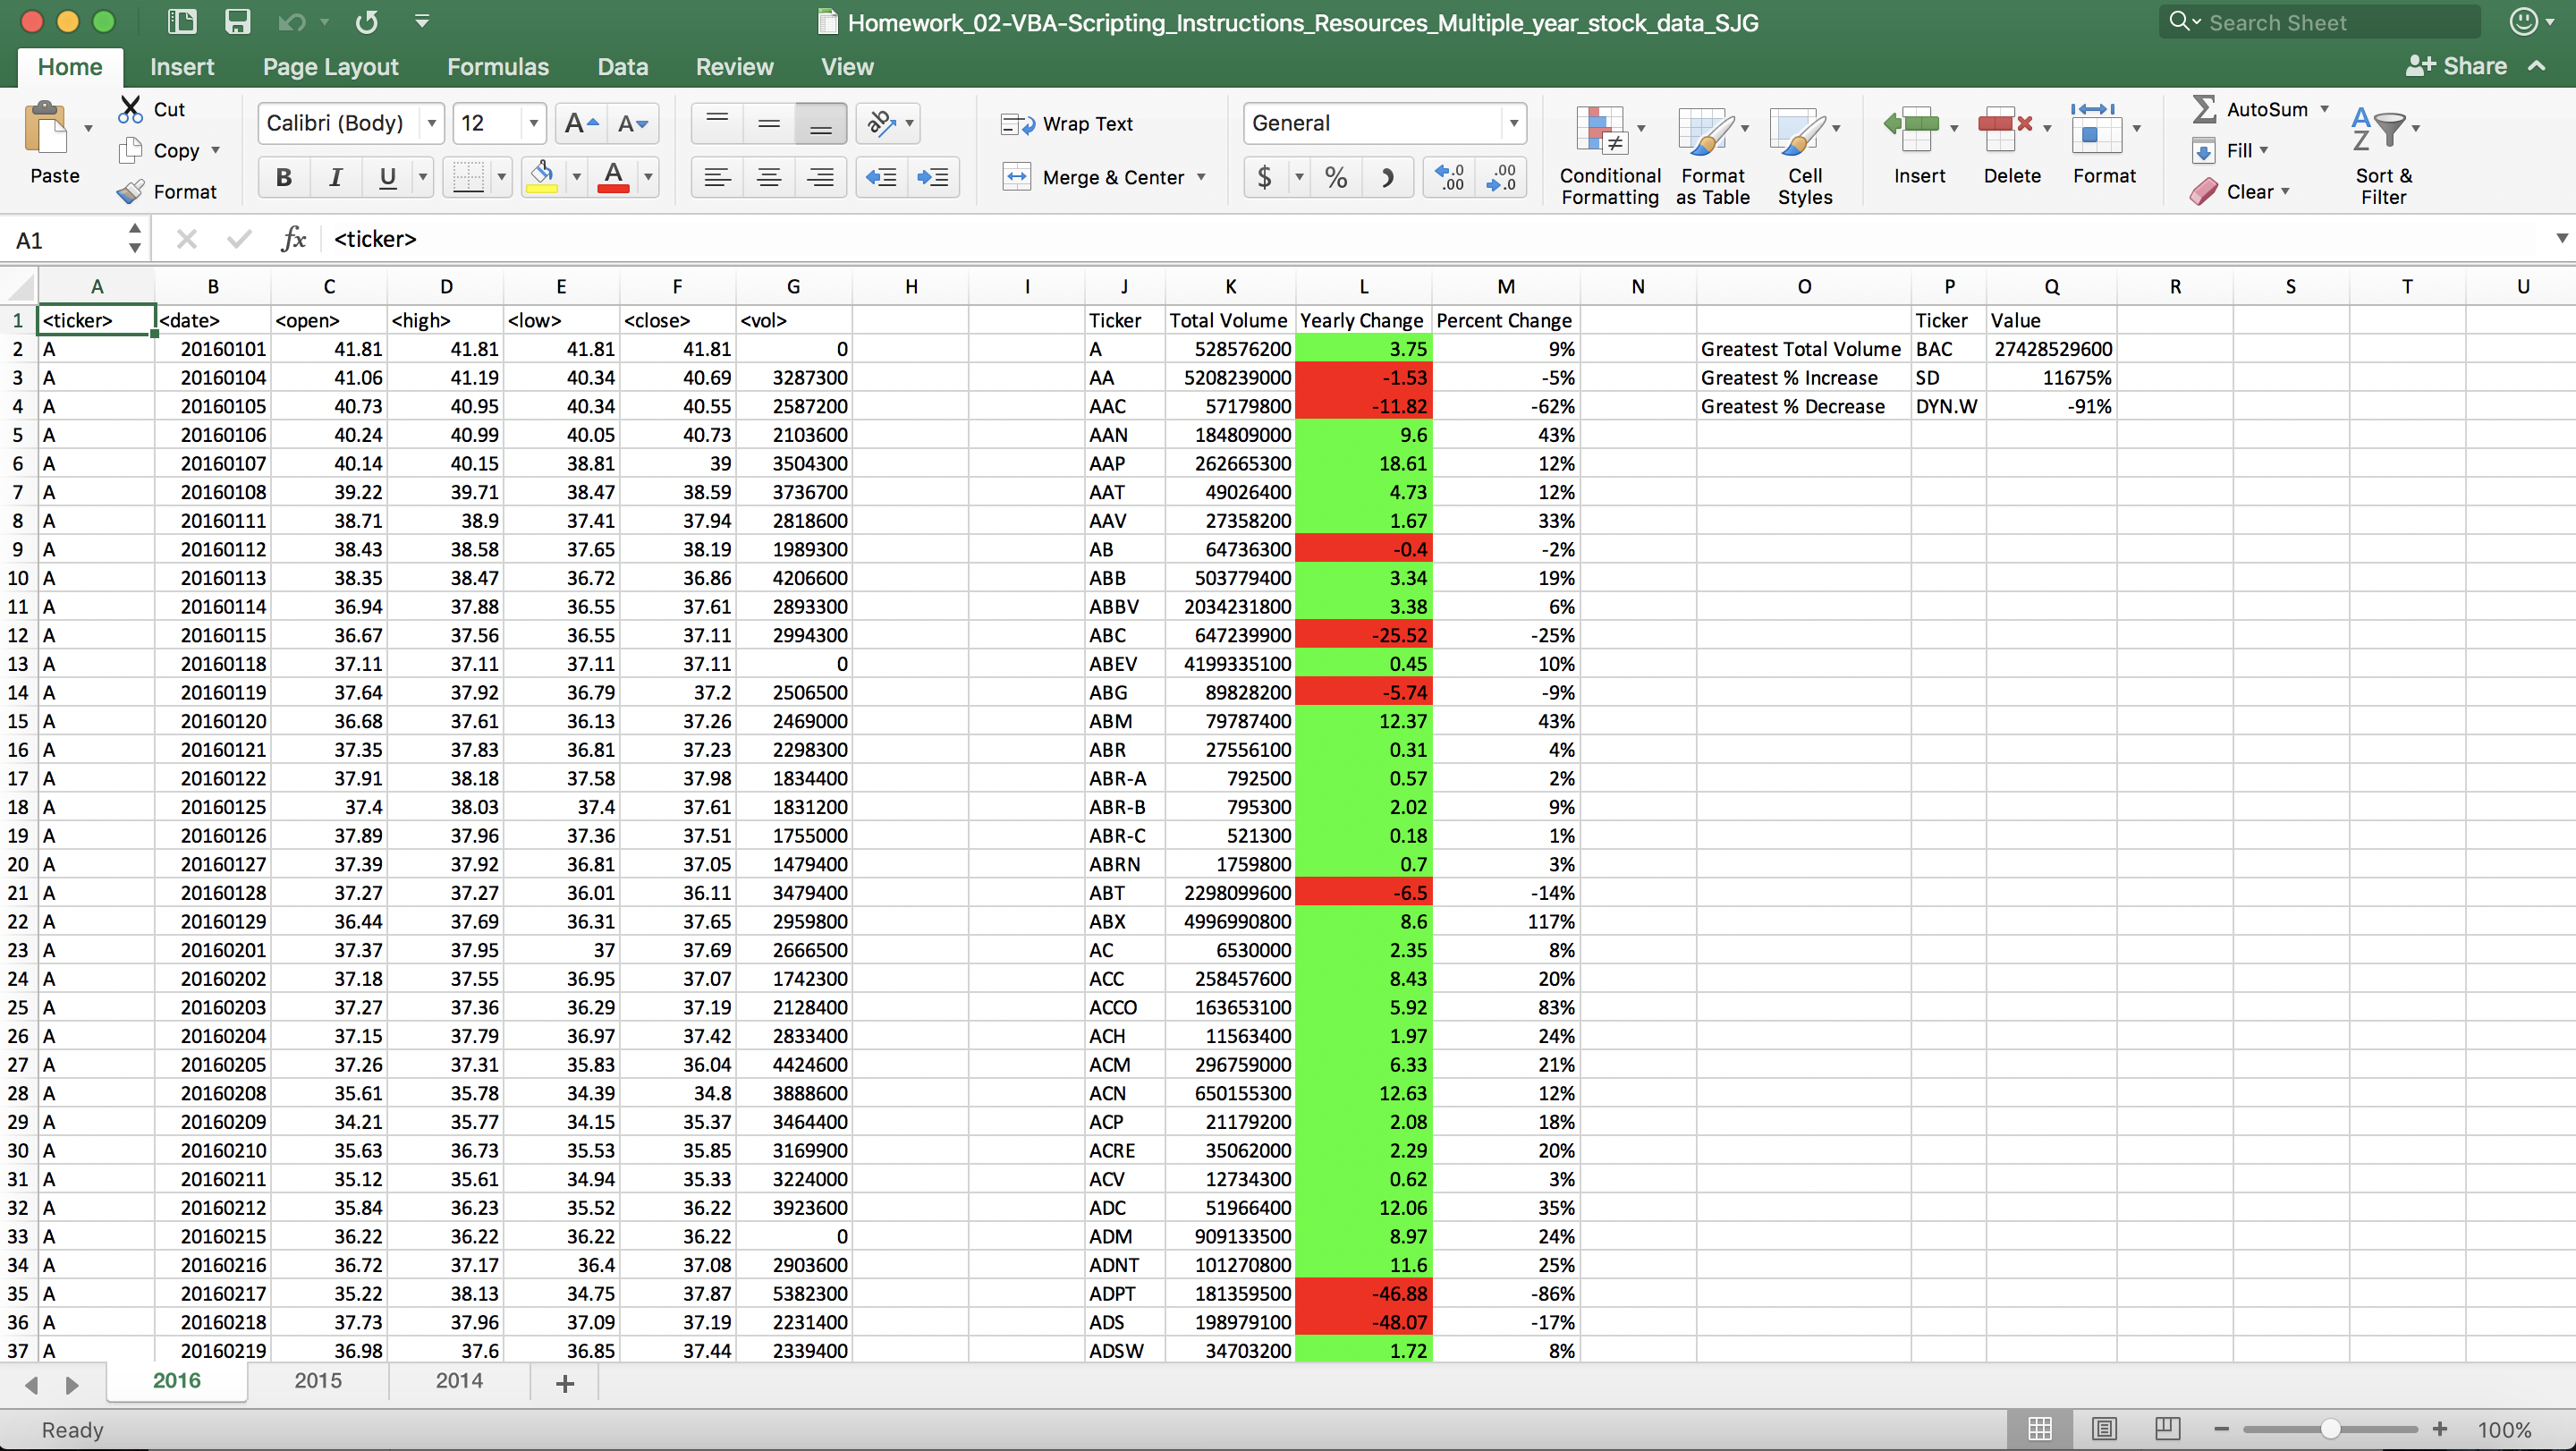 Homework_02-VBA-Scripting_Instructions_Resources_Multiple_year_stock_data_SJG
Search Sheet
Home Insert Page Layout Formulas Data Review View
Share
Paste
Cut
Copy
Format
Calibri (Body) 12
A A
B I U A
ab
Wrap Text
Merge & Center
General
$ % .0 .00 .00 .0
Conditional Formatting
Format as Table
Cell Styles
Insert Delete Format
AutoSum
Fill
Clear
A Z
Sort & Filter
A1 fx <ticker>
A B C D E F G H I J K L M N O P Q R S T U
1 <ticker> <date> <open> <high> <low> <close> <vol> Ticker Total Volume Yearly Change Percent Change Ticker Value
2 A 20160101 41.81 41.81 41.81 41.81 0 A 528576200 3.75 9% Greatest Total Volume BAC 27428529600
3 A 20160104 41.06 41.19 40.34 40.69 3287300 AA 5208239000 -1.53 -5% Greatest % Increase SD 11675%
4 A 20160105 40.73 40.95 40.34 40.55 2587200 AAC 57179800 -11.82 -62% Greatest % Decrease DYN.W -91%
5 A 20160106 40.24 40.99 40.05 40.73 2103600 AAN 184809000 9.6 43%
6 A 20160107 40.14 40.15 38.81 39 3504300 AAP 262665300 18.61 12%
7 A 20160108 39.22 39.71 38.47 38.59 3736700 AAT 49026400 4.73 12%
8 A 20160111 38.71 38.9 37.41 37.94 2818600 AAV 27358200 1.67 33%
9 A 20160112 38.43 38.58 37.65 38.19 1989300 AB 64736300 -0.4 -2%
10 A 20160113 38.35 38.47 36.72 36.86 4206600 ABB 503779400 3.34 19%
11 A 20160114 36.94 37.88 36.55 37.61 2893300 ABBV 2034231800 3.38 6%
12 A 20160115 36.67 37.56 36.55 37.11 2994300 ABC 647239900 -25.52 -25%
13 A 20160118 37.11 37.11 37.11 37.11 0 ABEV 4199335100 0.45 10%
14 A 20160119 37.64 37.92 36.79 37.2 2506500 ABG 89828200 -5.74 -9%
15 A 20160120 36.68 37.61 36.13 37.26 2469000 ABM 79787400 12.37 43%
16 A 20160121 37.35 37.83 36.81 37.23 2298300 ABR 27556100 0.31 4%
17 A 20160122 37.91 38.18 37.58 37.98 1834400 ABR-A 792500 0.57 2%
18 A 20160125 37.4 38.03 37.4 37.61 1831200 ABR-B 795300 2.02 9%
19 A 20160126 37.89 37.96 37.36 37.51 1755000 ABR-C 521300 0.18 1%
20 A 20160127 37.39 37.92 36.81 37.05 1479400 ABRN 1759800 0.7 3%
21 A 20160128 37.27 37.27 36.01 36.11 3479400 ABT 2298099600 -6.5 -14%
22 A 20160129 36.44 37.69 36.31 37.65 2959800 ABX 4996990800 8.6 117%
23 A 20160201 37.37 37.95 37 37.69 2666500 AC 6530000 2.35 8%
24 A 20160202 37.18 37.55 36.95 37.07 1742300 ACC 258457600 8.43 20%
25 A 20160203 37.27 37.36 36.29 37.19 2128400 ACCO 163653100 5.92 83%
26 A 20160204 37.15 37.79 36.97 37.42 2833400 ACH 11563400 1.97 24%
27 A 20160205 37.26 37.31 35.83 36.04 4424600 ACM 296759000 6.33 21%
28 A 20160208 35.61 35.78 34.39 34.8 3888600 ACN 650155300 12.63 12%
29 A 20160209 34.21 35.77 34.15 35.37 3464400 ACP 21179200 2.08 18%
30 A 20160210 35.63 36.73 35.53 35.85 3169900 ACRE 35062000 2.29 20%
31 A 20160211 35.12 35.61 34.94 35.33 3224000 ACV 12734300 0.62 3%
32 A 20160212 35.84 36.23 35.52 36.22 3923600 ADC 51966400 12.06 35%
33 A 20160215 36.22 36.22 36.22 36.22 0 ADM 909133500 8.97 24%
34 A 20160216 36.72 37.17 36.4 37.08 2903600 ADNT 101270800 11.6 25%
35 A 20160217 35.22 38.13 34.75 37.87 5382300 ADPT 181359500 -46.88 -86%
36 A 20160218 37.73 37.96 37.09 37.19 2231400 ADS 198979100 -48.07 -17%
37 A 20160219 36.98 37.6 36.85 37.44 2339400 ADSW 34703200 1.72 8%
2016 2015 2014 +
Ready 100%